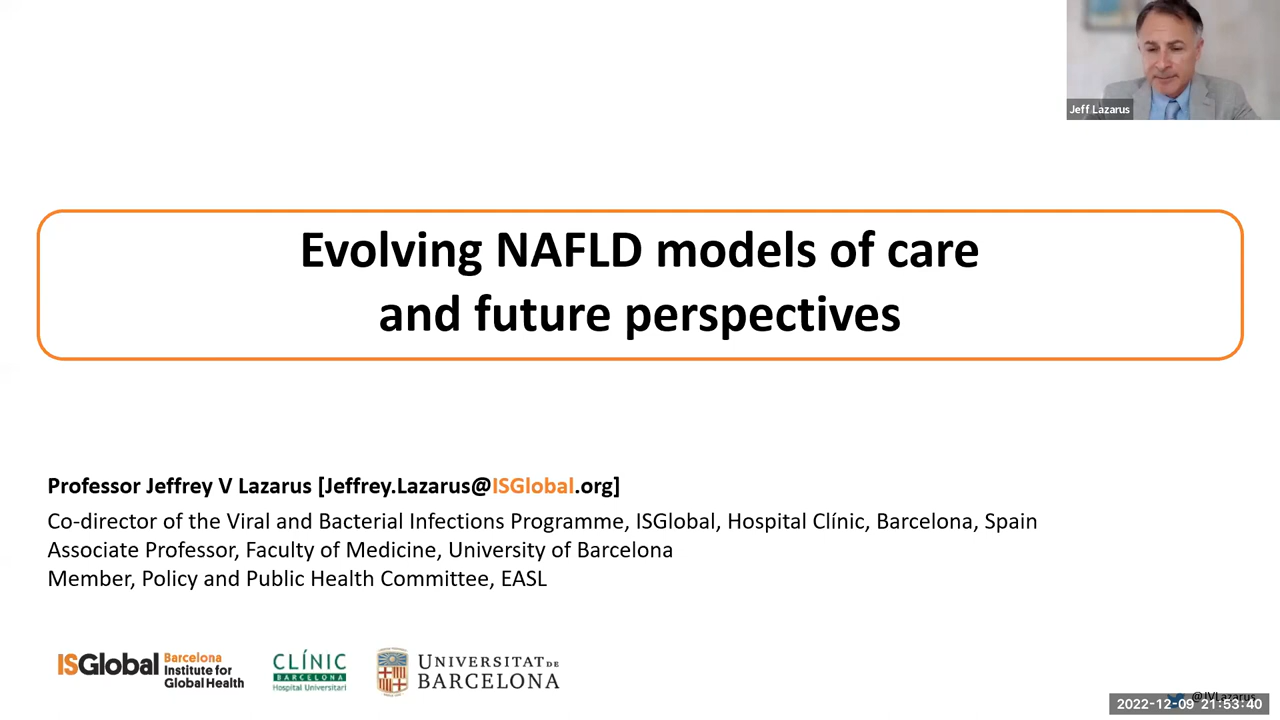 Jeff Lazarus
Evolving NAFLD models of care
and future perspectives
Professor Jeffrey V Lazarus [Jeffrey.Lazarus@ISGlobal.org]
Co-director of the Viral and Bacterial Infections Programme, ISGlobal, Hospital Clínic, Barcelona, Spain
Associate Professor, Faculty of Medicine, University of Barcelona
Member, Policy and Public Health Committee, EASL
ISGlobal Barcelona
Institute for
Global Health
CLÍNIC
BARCELONA
Hospital Universitari
UNIVERSITAT DE
BARCELONA
@JVLazarus
2022-12-09 21:53:40